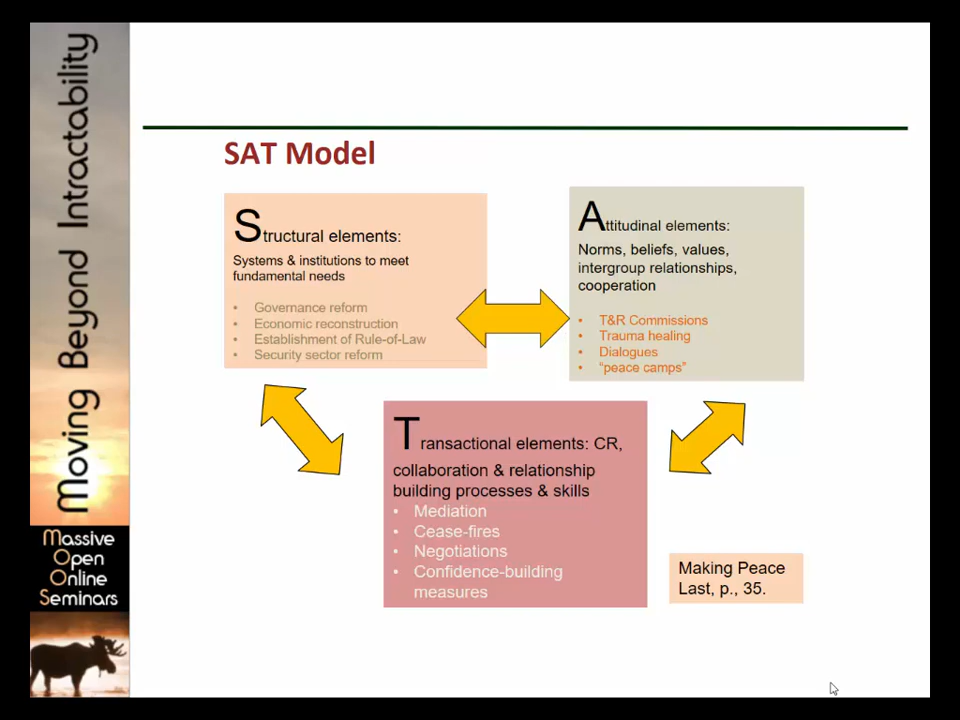 Moving Beyond Intractability
Massive
Open
Online
Seminars
SAT Model
Structural elements:
Systems & institutions to meet
fundamental needs
• Governance reform
• Economic reconstruction
• Establishment of Rule-of-Law
• Security sector reform
Attitudinal elements:
Norms, beliefs, values,
intergroup relationships,
cooperation
• T&R Commissions
• Trauma healing
• Dialogues
• “peace camps”
Transactional elements: CR,
collaboration & relationship
building processes & skills
• Mediation
• Cease-fires
• Negotiations
• Confidence-building
measures
Making Peace
Last, p., 35.